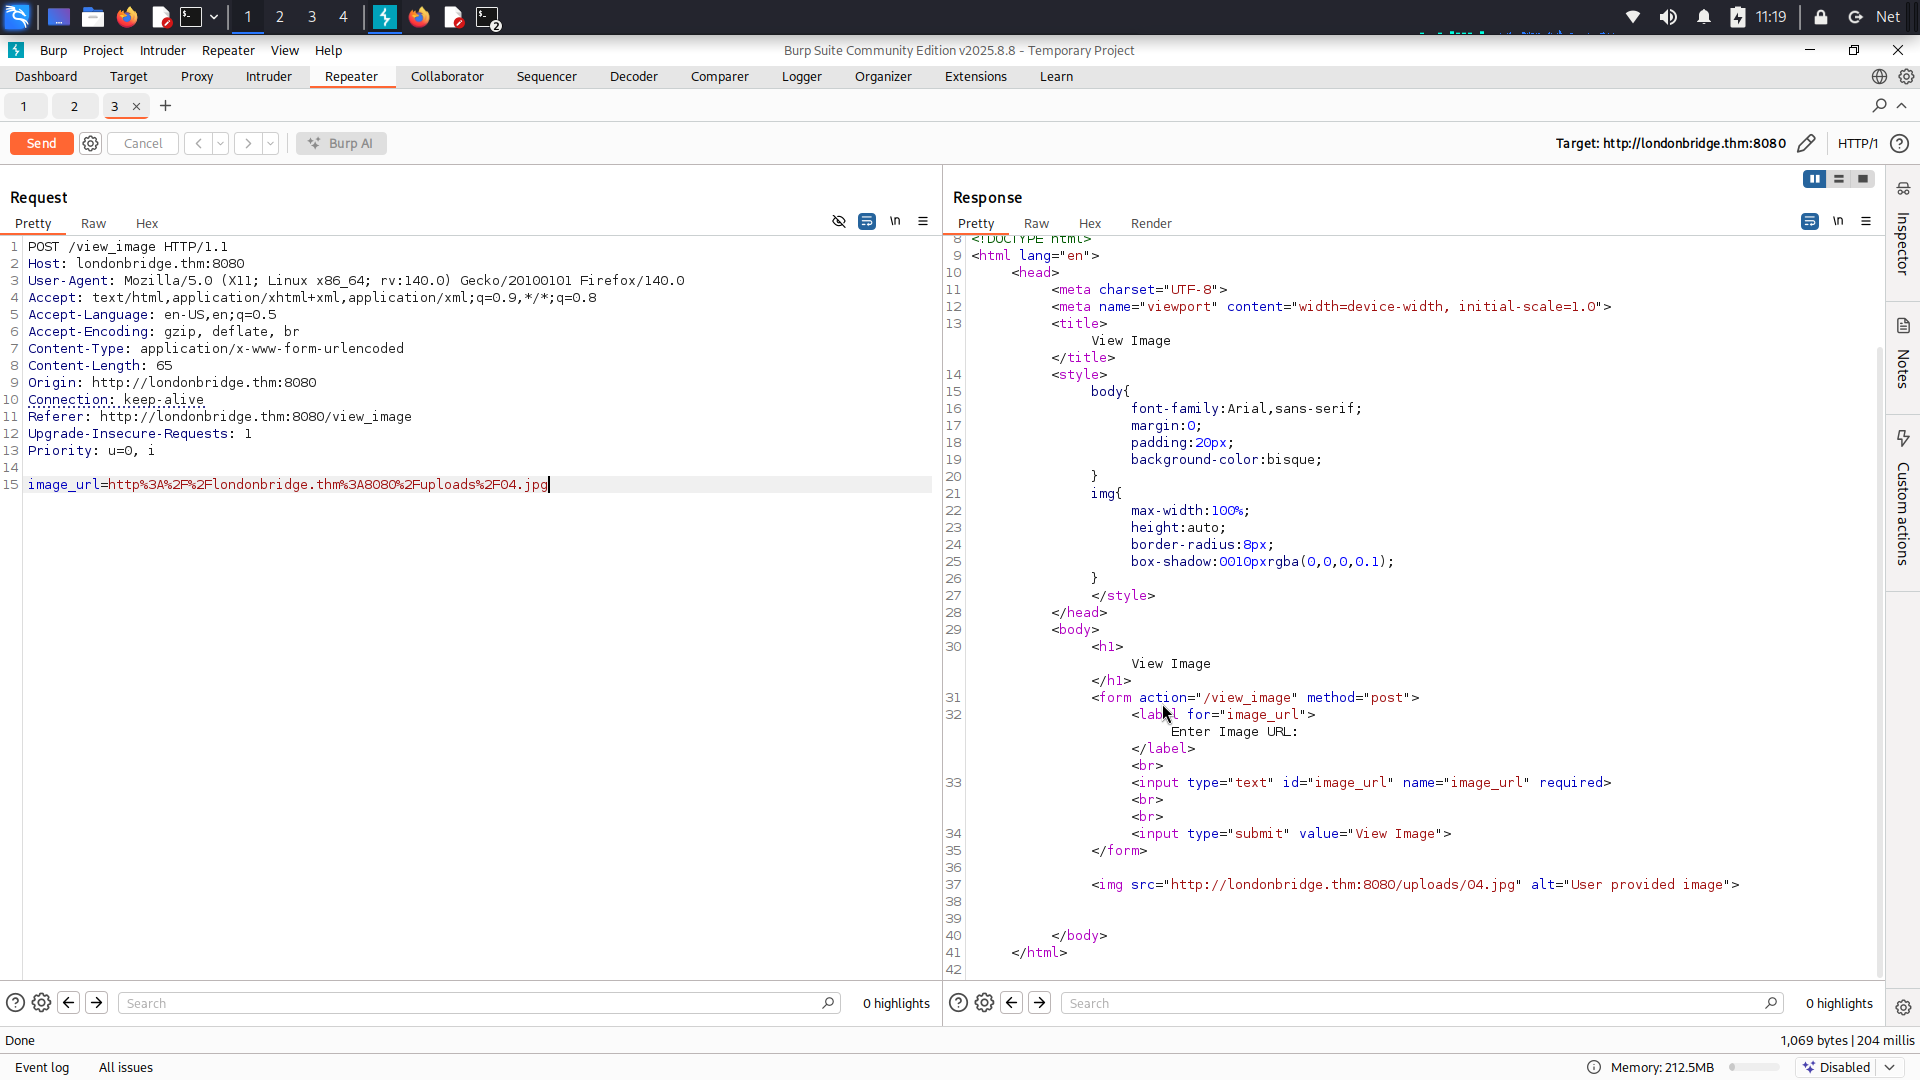 1 2 3 4 2 11:19 Net
Burp Project Intruder Repeater View Help Burp Suite Community Edition v2025.8.8 - Temporary Project
Dashboard Target Proxy Intruder Repeater Collaborator Sequencer Decoder Comparer Logger Organizer Extensions Learn
1 2 3 × +
Send Cancel < > Burp AI Target: http://londonbridge.thm:8080 HTTP/1 ?
Request
Pretty Raw Hex \n
1 POST /view_image HTTP/1.1
2 Host: londonbridge.thm:8080
3 User-Agent: Mozilla/5.0 (X11; Linux x86_64; rv:140.0) Gecko/20100101 Firefox/140.0
4 Accept: text/html,application/xhtml+xml,application/xml;q=0.9,*/*;q=0.8
5 Accept-Language: en-US,en;q=0.5
6 Accept-Encoding: gzip, deflate, br
7 Content-Type: application/x-www-form-urlencoded
8 Content-Length: 65
9 Origin: http://londonbridge.thm:8080
10 Connection: keep-alive
11 Referer: http://londonbridge.thm:8080/view_image
12 Upgrade-Insecure-Requests: 1
13 Priority: u=0, i
14
15 image_url=http%3A%2F%2Flondonbridge.thm%3A8080%2Fuploads%2F04.jpg
Search 0 highlights
Response
Pretty Raw Hex Render \n
8 <!DOCTYPE html>
9 <html lang="en">
10 <head>
11 <meta charset="UTF-8">
12 <meta name="viewport" content="width=device-width, initial-scale=1.0">
13 <title>
View Image
</title>
14 <style>
15 body{
16 font-family:Arial,sans-serif;
17 margin:0;
18 padding:20px;
19 background-color:bisque;
20 }
21 img{
22 max-width:100%;
23 height:auto;
24 border-radius:8px;
25 box-shadow:0010pxrgba(0,0,0,0.1);
26 }
27 </style>
28 </head>
29 <body>
30 <h1>
View Image
</h1>
31 <form action="/view_image" method="post">
32 <label for="image_url">
Enter Image URL:
</label>
<br>
33 <input type="text" id="image_url" name="image_url" required>
<br>
<br>
34 <input type="submit" value="View Image">
35 </form>
36
37 <img src="http://londonbridge.thm:8080/uploads/04.jpg" alt="User provided image">
38
39
40 </body>
41 </html>
42
Search 0 highlights
Inspector
Notes
Custom actions
Done 1,069 bytes | 204 millis
Event log All issues Memory: 212.5MB Disabled